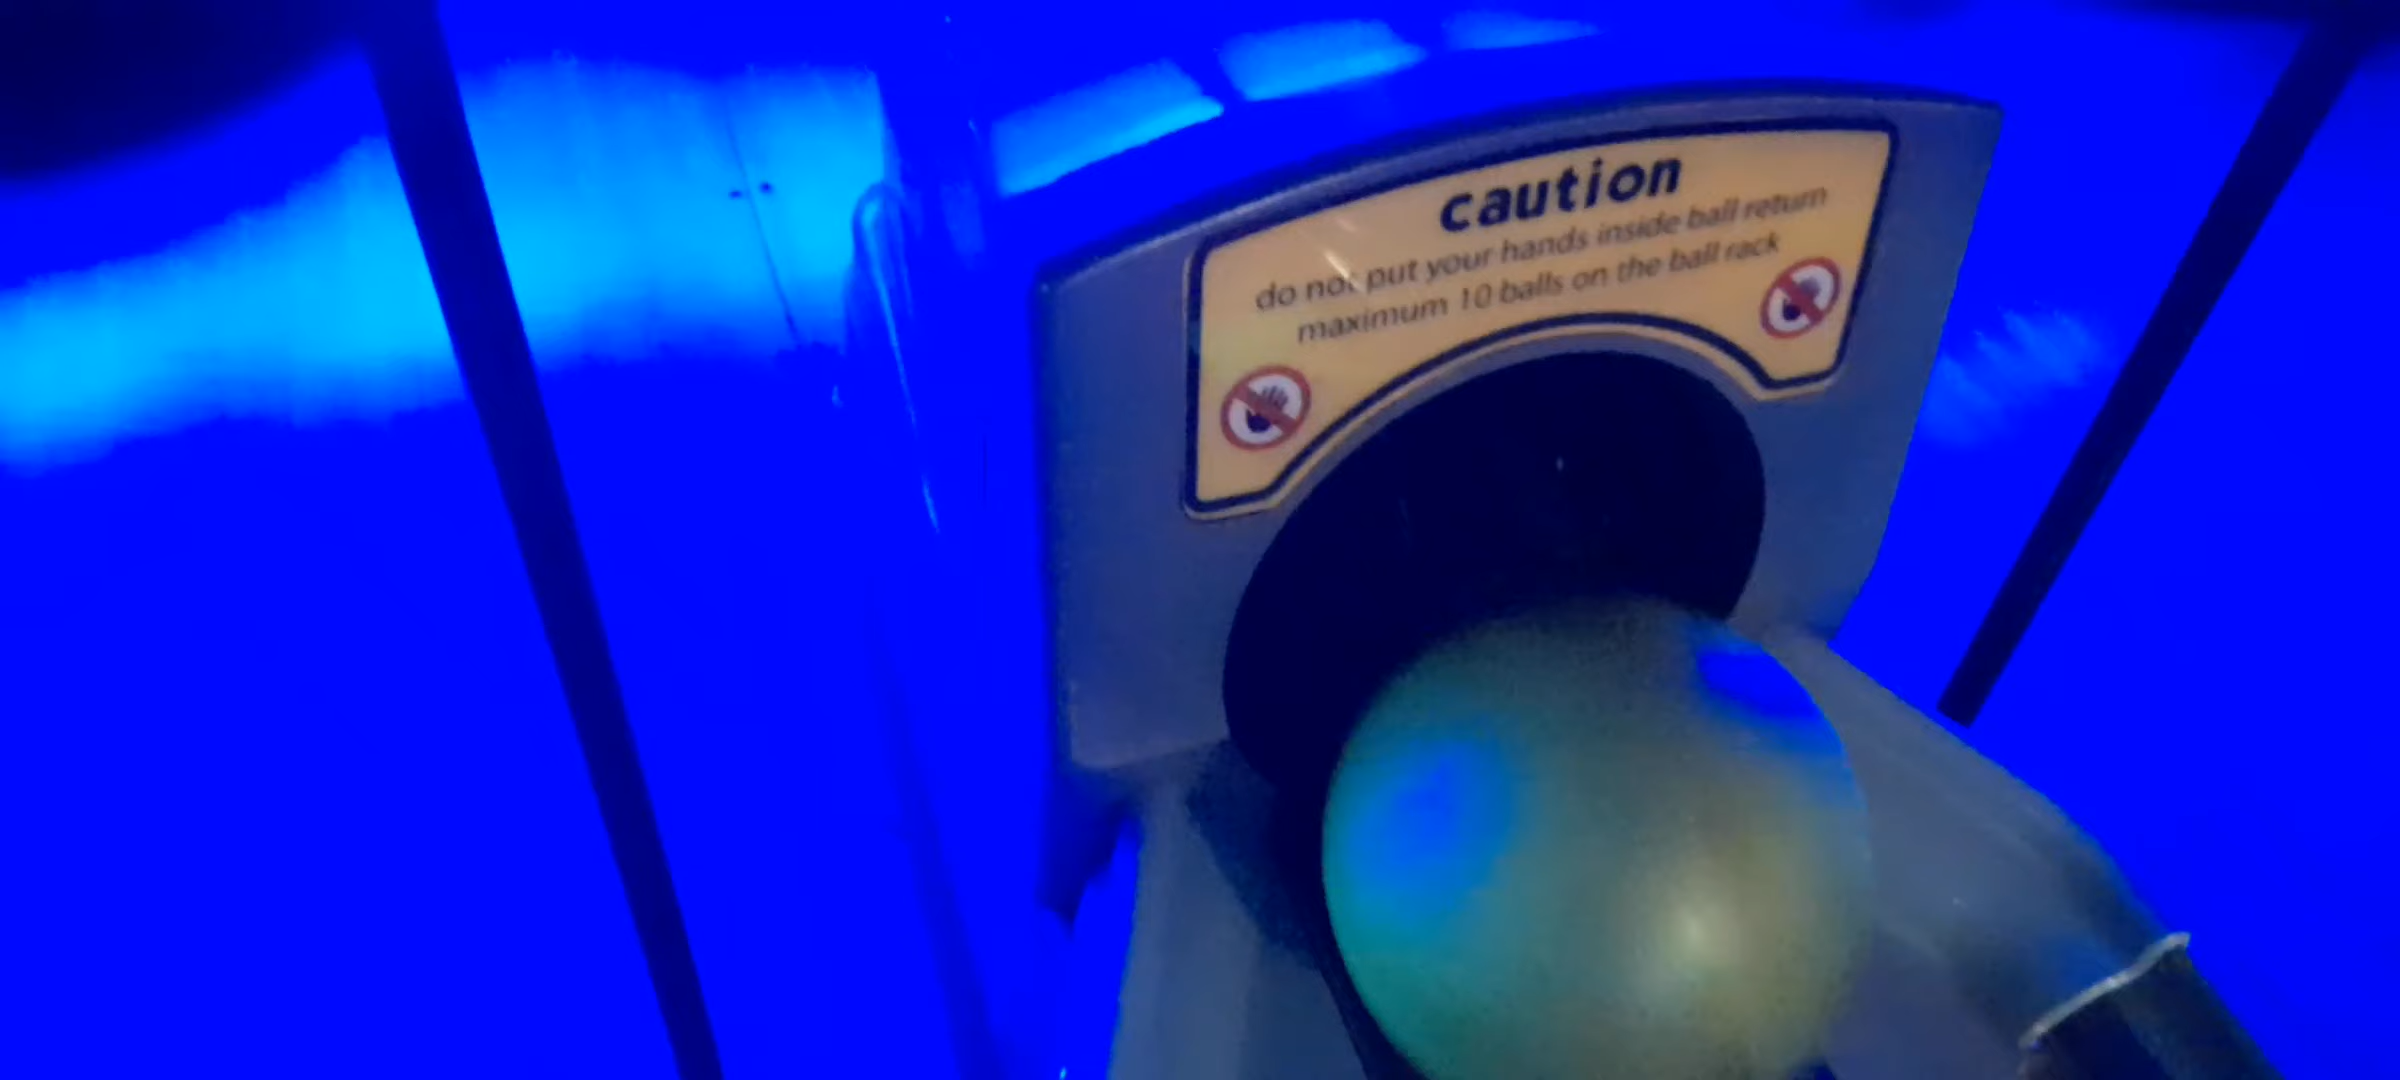 caution
do not put your hands inside ball return
maximum 10 balls on the ball rack